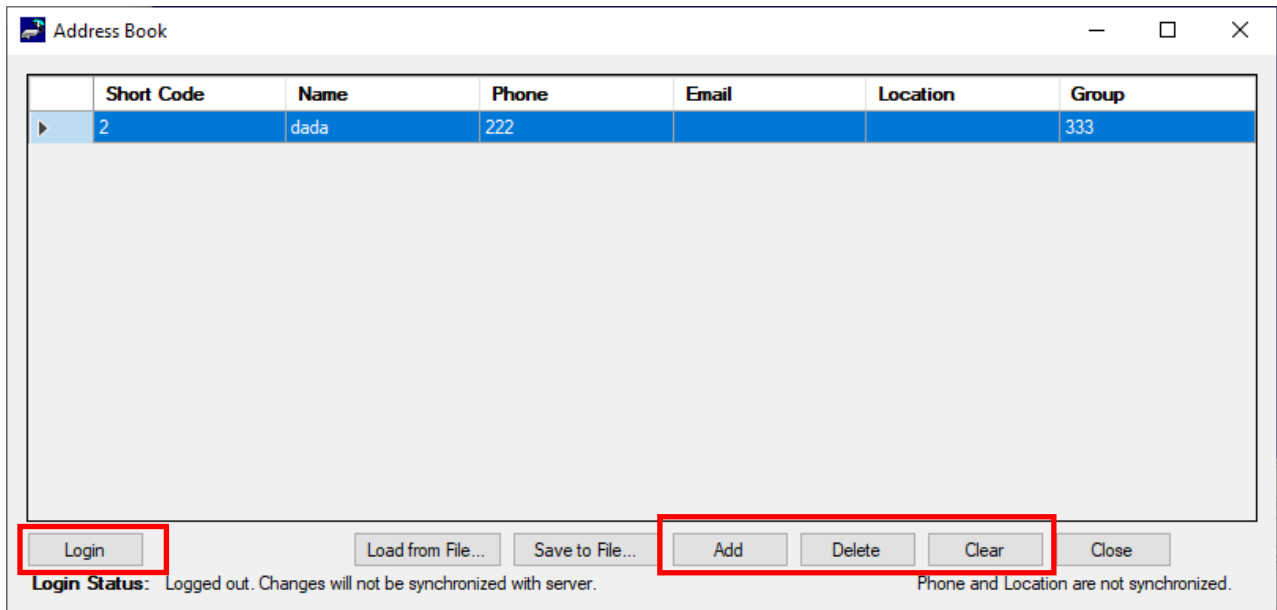 Address Book
Short Code Name Phone Email Location Group
2 dada 222 333
Login Load from File... Save to File... Add Delete Clear Close
Login Status: Logged out. Changes will not be synchronized with server. Phone and Location are not synchronized.